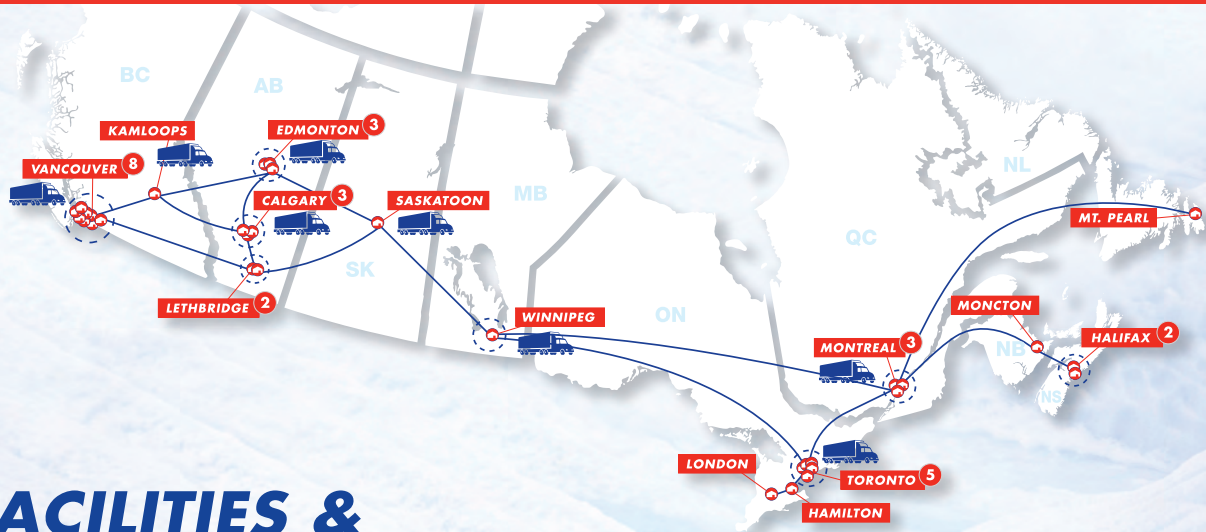 BC
AB
KAMLOOPS
EDMONTON 3
VANCOUVER 8
CALGARY 3
SASKATOON
MB
NL
MT. PEARL
QC
SK
LETHBRIDGE 2
WINNIPEG
ON
MONCTON
MONTREAL 3
HALIFAX 2
NB
NS
LONDON
TORONTO 5
HAMILTON
ACILITIES &